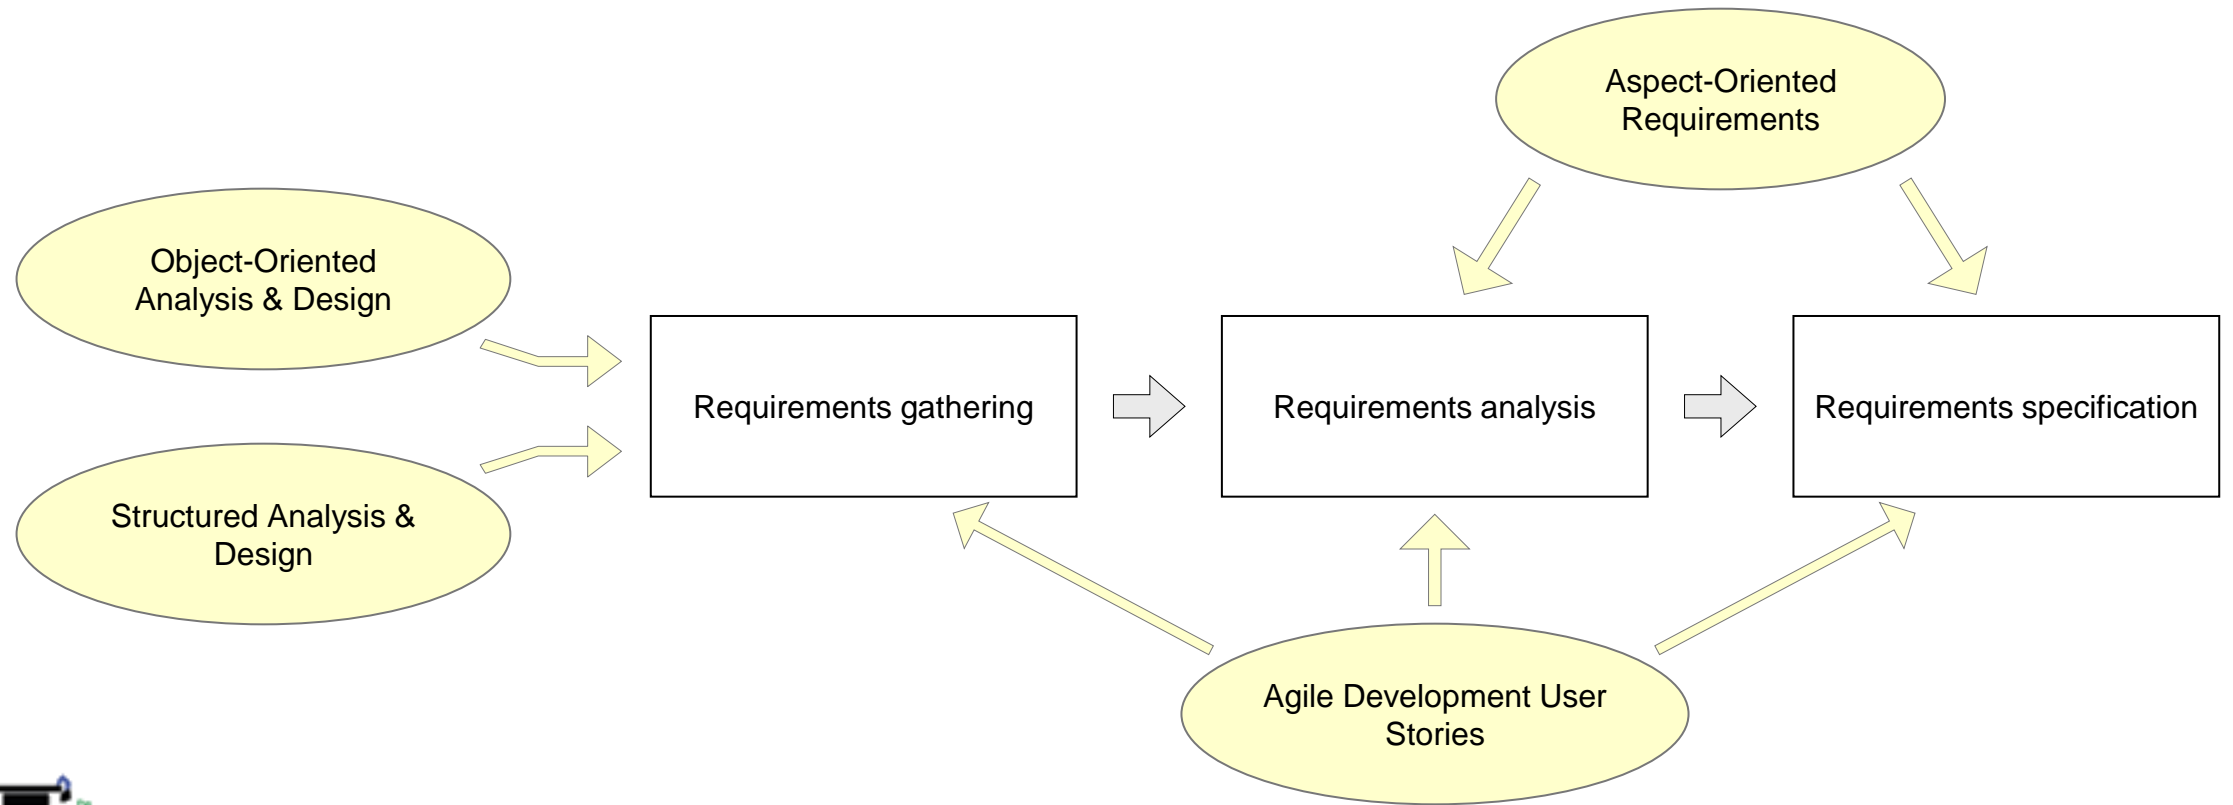 Aspect-Oriented
Requirements
Object-Oriented
Analysis & Design
Requirements gathering
Requirements analysis
Requirements specification
Structured Analysis &
Design
Agile Development User
Stories